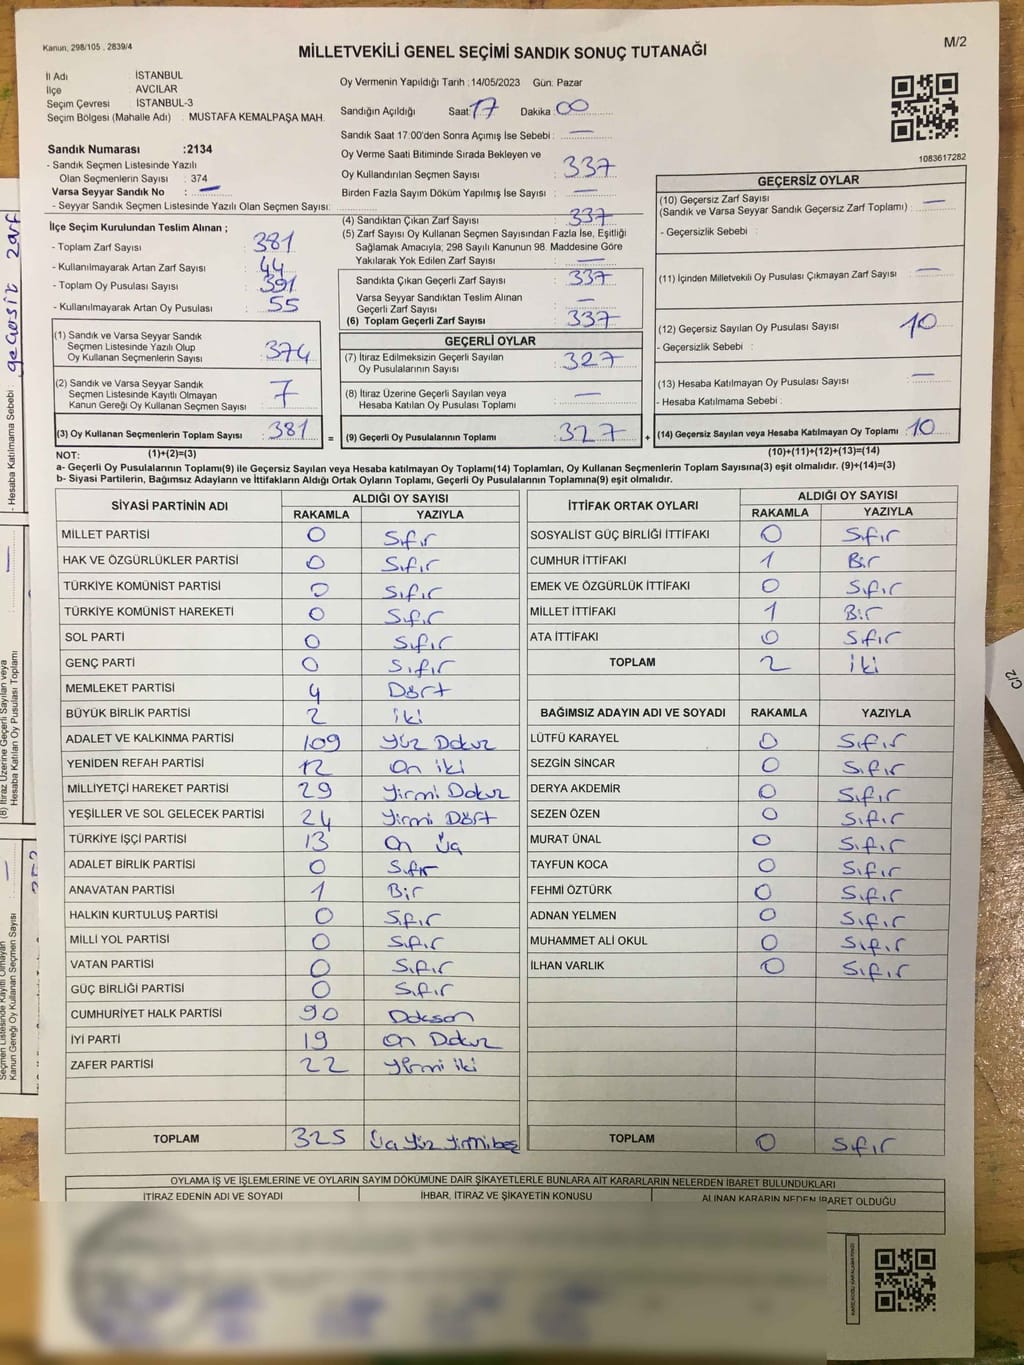 Kanun, 298/105 , 2839/4
MİLLETVEKİLİ GENEL SEÇİMİ SANDIK SONUÇ TUTANAĞI
M/2
İl Adı : İSTANBUL
İlçe AVCILAR
Seçim Çevresi : İSTANBUL-3
Seçim Bölgesi (Mahalle Adı) : MUSTAFA KEMALPAŞA MAH.
Oy Vermenin Yapıldığı Tarih :14/05/2023 Gün: Pazar
Sandığın Açıldığı Saat: 17 Dakika: 00
Sandık Saat 17:00'den Sonra Açımış İse Sebebi : —
1083617282
Sandık Numarası :2134
- Sandık Seçmen Listesinde Yazılı
Olan Seçmenlerin Sayısı : 374
Varsa Seyyar Sandık No : —
- Seyyar Sandık Seçmen Listesinde Yazılı Olan Seçmen Sayısı:
Oy Verme Saati Bitiminde Sırada Bekleyen ve
Oy Kullandırılan Seçmen Sayısı : 337
Birden Fazla Sayım Döküm Yapılmış İse Sayısı : —
İlçe Seçim Kurulundan Teslim Alınan ;
- Toplam Zarf Sayısı : 381
- Kullanılmayarak Artan Zarf Sayısı : 44
- Toplam Oy Pusulası Sayısı : 391
- Kullanılmayarak Artan Oy Pusulası : 55
(4) Sandıktan Çıkan Zarf Sayısı : 337
(5) Zarf Sayısı Oy Kullanan Seçmen Sayısından Fazla İse, Eşitliği
Sağlamak Amacıyla; 298 Sayılı Kanunun 98. Maddesine Göre
Yakılarak Yok Edilen Zarf Sayısı : —
Sandıkta Çıkan Geçerli Zarf Sayısı : 337
Varsa Seyyar Sandıktan Teslim Alınan
Geçerli Zarf Sayısı : —
(6) Toplam Geçerli Zarf Sayısı : 337
GEÇERSİZ OYLAR
(10) Geçersiz Zarf Sayısı
(Sandık ve Varsa Seyyar Sandık Geçersiz Zarf Toplamı) : —
- Geçersizlik Sebebi :
(11) İçinden Milletvekili Oy Pusulası Çıkmayan Zarf Sayısı : —
(12) Geçersiz Sayılan Oy Pusulası Sayısı : 10
- Geçersizlik Sebebi :
(13) Hesaba Katılmayan Oy Pusulası Sayısı : —
- Hesaba Katılmama Sebebi :
(14) Geçersiz Sayılan veya Hesaba Katılmayan Oy Toplamı : 10
(10)+(11)+(12)+(13)=(14)
(1) Sandık ve Varsa Seyyar Sandık
Seçmen Listesinde Yazılı Olup
Oy Kullanan Seçmenlerin Sayısı : 374
(2) Sandık ve Varsa Seyyar Sandık
Seçmen Listesinde Kayıtlı Olmayan
Kanun Gereği Oy Kullanan Seçmen Sayısı : 7
(3) Oy Kullanan Seçmenlerin Toplam Sayısı : 381 =
GEÇERLİ OYLAR
(7) İtiraz Edilmeksizin Geçerli Sayılan
Oy Pusulalarının Sayısı : 327
(8) İtiraz Üzerine Geçerli Sayılan veya
Hesaba Katılan Oy Pusulası Toplamı : —
(9) Geçerli Oy Pusulalarının Toplamı : 327 +
NOT: (1)+(2)=(3)
a- Geçerli Oy Pusulalarının Toplamı(9) ile Geçersiz Sayılan veya Hesaba katılmayan Oy Toplamı(14) Toplamları, Oy Kullanan Seçmenlerin Toplam Sayısına(3) eşit olmalıdır. (9)+(14)=(3)
b- Siyasi Partilerin, Bağımsız Adayların ve İttifakların Aldığı Ortak Oyların Toplamı, Geçerli Oy Pusulalarının Toplamına(9) eşit olmalıdır.
SİYASİ PARTİNİN ADI ALDIĞI OY SAYISI
RAKAMLA YAZIYLA
MİLLET PARTİSİ 0 Sıfır
HAK VE ÖZGÜRLÜKLER PARTİSİ 0 Sıfır
TÜRKİYE KOMÜNİST PARTİSİ 0 Sıfır
TÜRKİYE KOMÜNİST HAREKETİ 0 Sıfır
SOL PARTİ 0 Sıfır
GENÇ PARTİ 0 Sıfır
MEMLEKET PARTİSİ 4 Dört
BÜYÜK BİRLİK PARTİSİ 2 iki
ADALET VE KALKINMA PARTİSİ 109 Yüz Dokuz
YENİDEN REFAH PARTİSİ 12 On iki
MİLLİYETÇİ HAREKET PARTİSİ 29 Yirmi Dokuz
YEŞİLLER VE SOL GELECEK PARTİSİ 24 Yirmi Dört
TÜRKİYE İŞÇİ PARTİSİ 13 On Üç
ADALET BİRLİK PARTİSİ 0 Sıfır
ANAVATAN PARTİSİ 1 Bir
HALKIN KURTULUŞ PARTİSİ 0 Sıfır
MİLLİ YOL PARTİSİ 0 Sıfır
VATAN PARTİSİ 0 Sıfır
GÜÇ BİRLİĞİ PARTİSİ 0 Sıfır
CUMHURİYET HALK PARTİSİ 90 Doksan
İYİ PARTİ 19 On Dokuz
ZAFER PARTİSİ 22 Yirmi iki
TOPLAM 325 Üç Yüz Yirmibeş
İTTİFAK ORTAK OYLARI ALDIĞI OY SAYISI
RAKAMLA YAZIYLA
SOSYALİST GÜÇ BİRLİĞİ İTTİFAKI 0 Sıfır
CUMHUR İTTİFAKI 1 Bir
EMEK VE ÖZGÜRLÜK İTTİFAKI 0 Sıfır
MİLLET İTTİFAKI 1 Bir
ATA İTTİFAKI 0 Sıfır
TOPLAM 2 iki
BAĞIMSIZ ADAYIN ADI VE SOYADI RAKAMLA YAZIYLA
LÜTFÜ KARAYEL 0 Sıfır
SEZGİN SİNCAR 0 Sıfır
DERYA AKDEMİR 0 Sıfır
SEZEN ÖZEN 0 Sıfır
MURAT ÜNAL 0 Sıfır
TAYFUN KOCA 0 Sıfır
FEHMİ ÖZTÜRK 0 Sıfır
ADNAN YELMEN 0 Sıfır
MUHAMMET ALİ OKUL 0 Sıfır
İLHAN VARLIK 0 Sıfır
TOPLAM 0 Sıfır
OYLAMA İŞ VE İŞLEMLERİNE VE OYLARIN SAYIM DÖKÜMÜNE DAİR ŞİKAYETLERLE BUNLARA AİT KARARLARIN NELERDEN İBARET BULUNDUKLARI
İTİRAZ EDENİN ADI VE SOYADI İHBAR, İTİRAZ VE ŞİKAYETİN KONUSU ALINAN KARARIN NEDEN İBARET OLDUĞU
- Hesaba Katılmama Sebebi : geçersiz zarf
(8) İtiraz Üzerine Geçerli Sayılan veya
Hesaba Katılan Oy Pusulası Toplamı
Seçmen Listesinde Kayıtlı Olmayan
Kanun Gereği Oy Kullanan Seçmen Sayısı
C/2